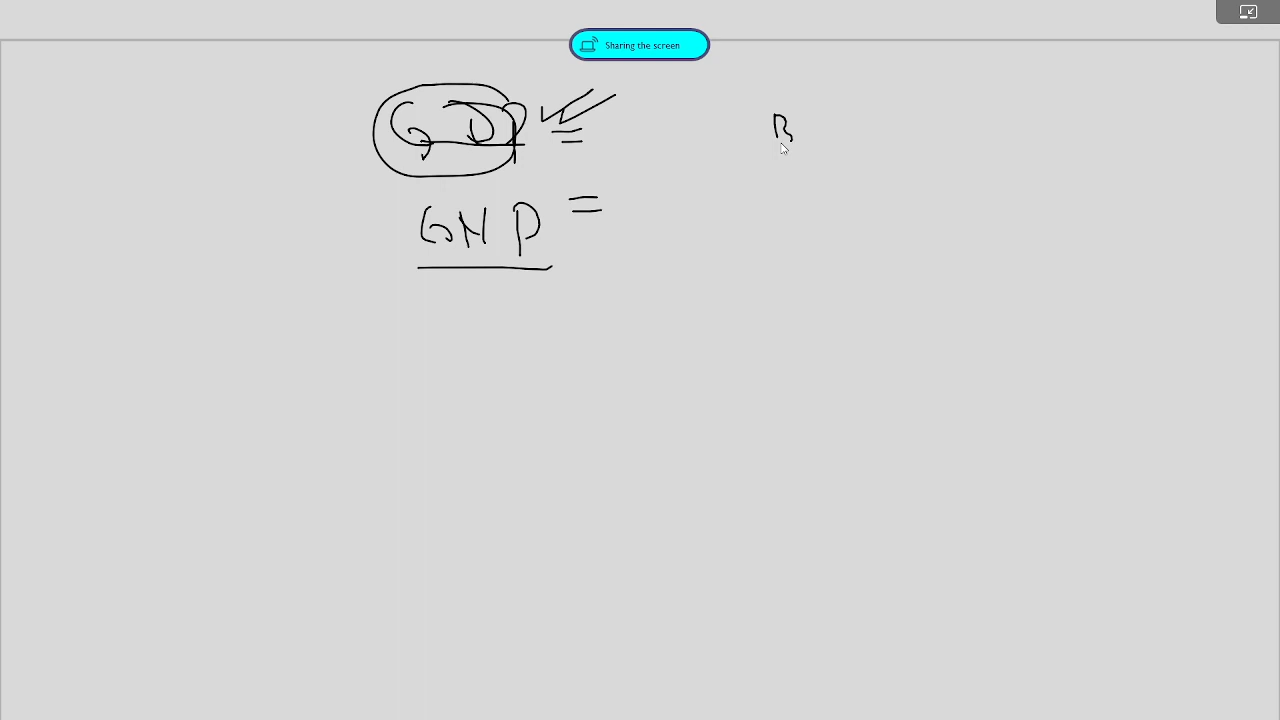 Sharing the screen
GDP =
B
GNP =